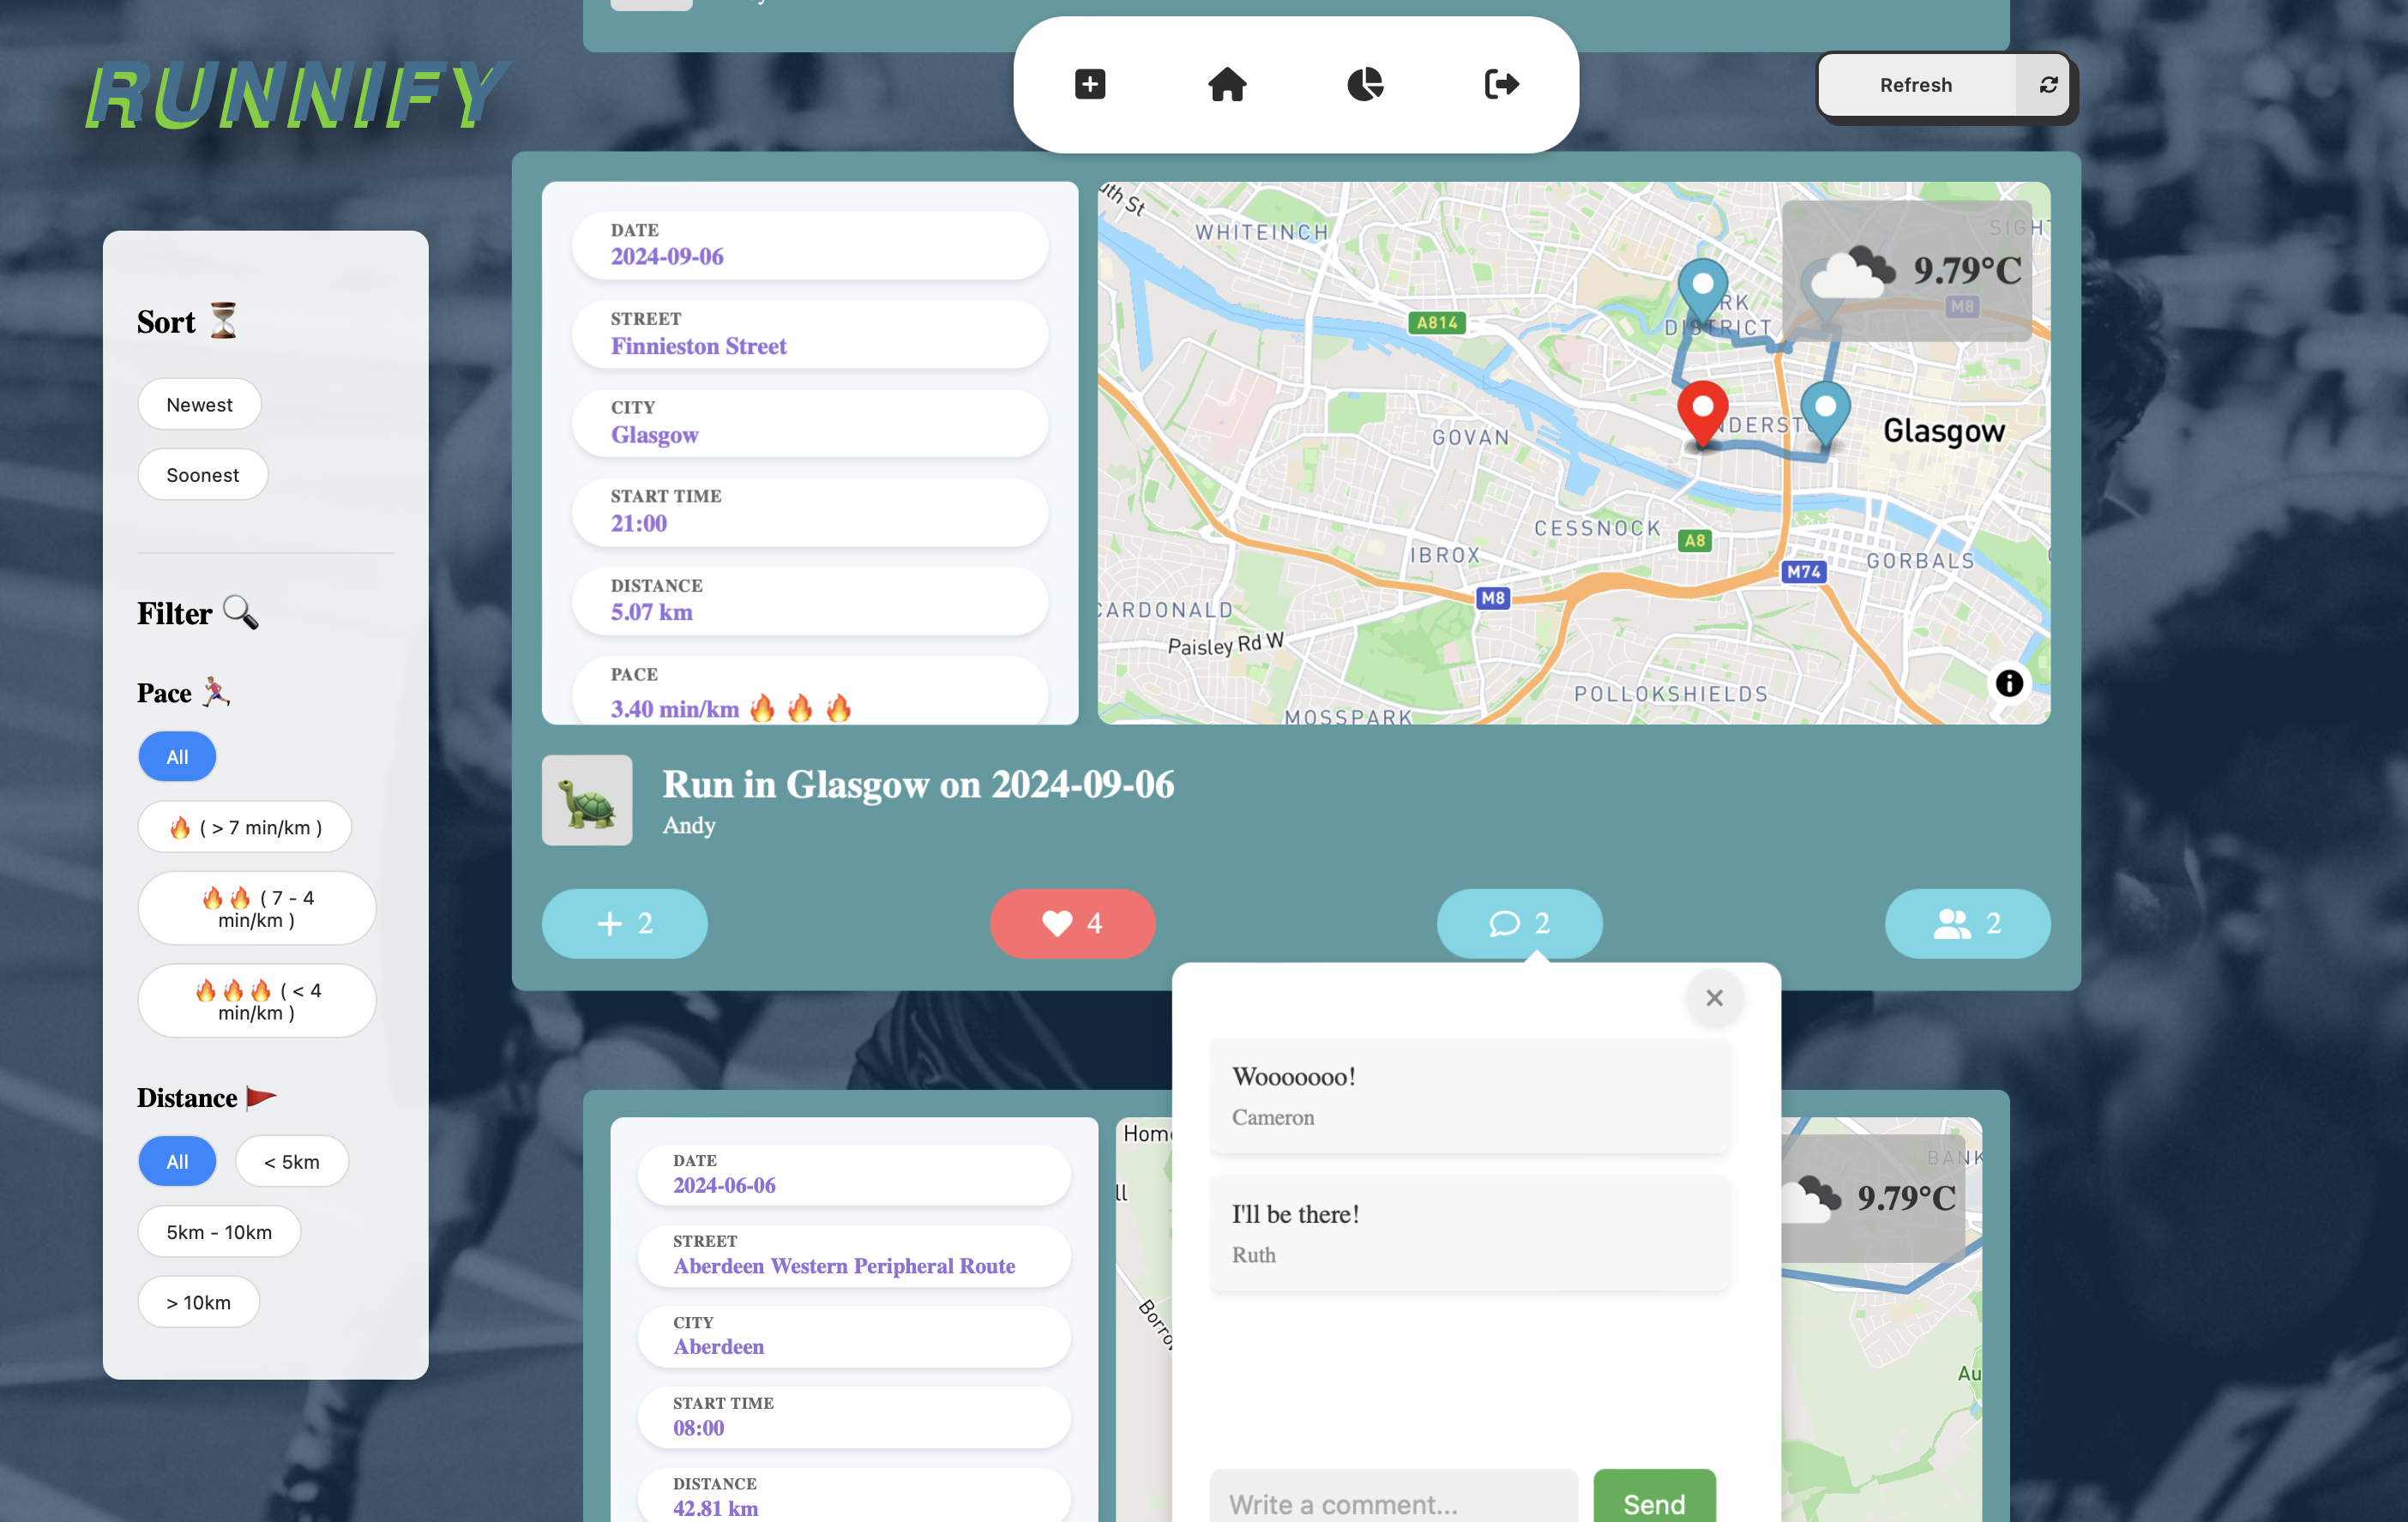 RUNNIFY
Refresh
Sort
Newest
Soonest
Filter
Pace
All
( > 7 min/km )
( 7 - 4
min/km )
( < 4
min/km )
Distance
All
< 5km
5km - 10km
> 10km
DATE
2024-09-06
STREET
Finnieston Street
CITY
Glasgow
START TIME
21:00
DISTANCE
5.07 km
PACE
3.40 min/km
WHITEINCH
A814
DISTRICT
9.79°C
M8
GOVAN
Glasgow
CESSNOCK
A8
IBROX
GORBALS
M74
M8
CARDONALD
Paisley Rd W
POLLOKSHIELDS
MOSSPARK
Run in Glasgow on 2024-09-06
Andy
2
4
2
2
Wooooooo!
Cameron
I'll be there!
Ruth
Write a comment...
Send
DATE
2024-06-06
STREET
Aberdeen Western Peripheral Route
CITY
Aberdeen
START TIME
08:00
DISTANCE
42.81 km
9.79°C